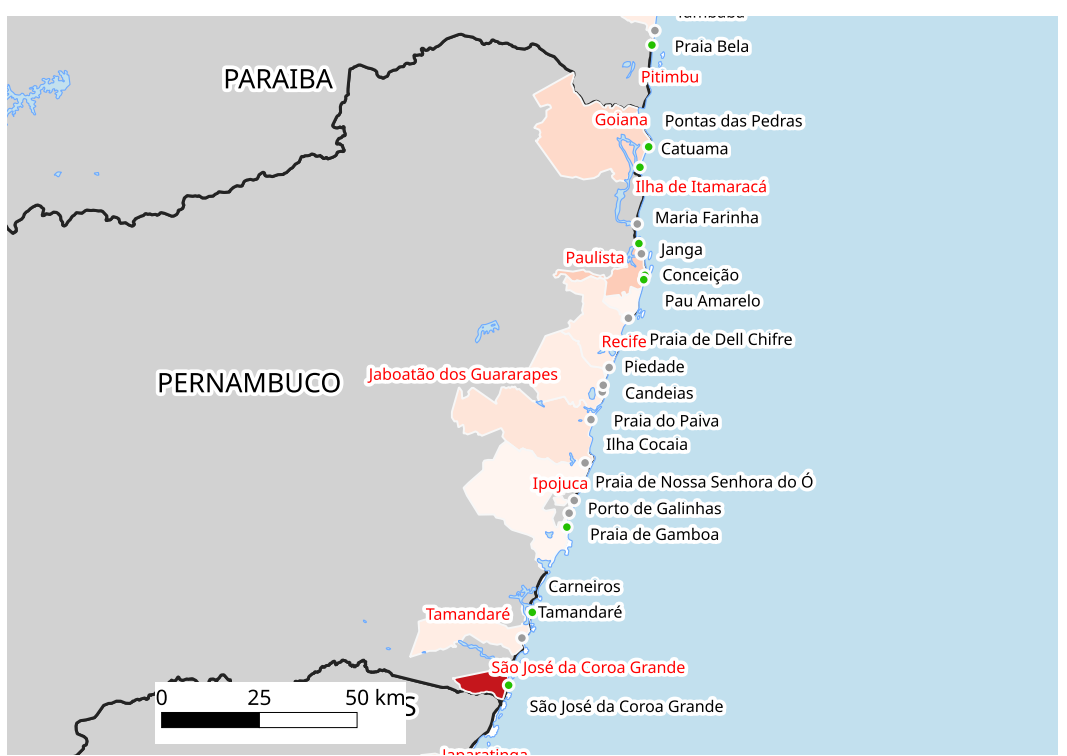 Praia Bela
PARAIBA
Pitimbu
Goiana
Pontas das Pedras
Catuama
Ilha de Itamaracá
Maria Farinha
Janga
Paulista
Conceição
Pau Amarelo
Recife
Praia de Dell Chifre
Piedade
Jaboatão dos Guararapes
PERNAMBUCO
Candeias
Praia do Paiva
Ilha Cocaia
Ipojuca
Praia de Nossa Senhora do Ó
Porto de Galinhas
Praia de Gamboa
Carneiros
Tamandaré
Tamandaré
São José da Coroa Grande
0 25 50 km
S
São José da Coroa Grande
Japaratinga